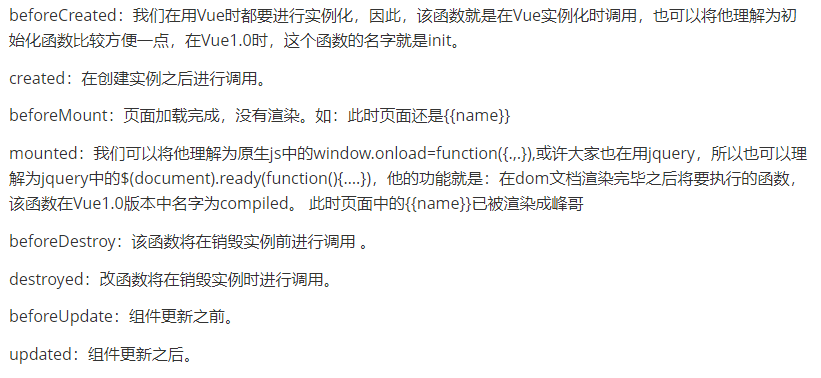 beforeCreated：我们在用Vue时都要进行实例化，因此，该函数就是在Vue实例化时调用，也可以将他理解为初
始化函数比较方便一点，在Vue1.0时，这个函数的名字就是init。
created：在创建实例之后进行调用。
beforeMount：页面加载完成，没有渲染。如：此时页面还是{{name}}
mounted：我们可以将他理解为原生js中的window.onload=function({.,.}),或许大家也在用jquery，所以也可以理
解为jquery中的$(document).ready(function(){....})，他的功能就是：在dom文档渲染完毕之后将要执行的函数，
该函数在Vue1.0版本中名字为compiled。 此时页面中的{{name}}已被渲染成峰哥
beforeDestroy：该函数将在销毁实例前进行调用 。
destroyed：改函数将在销毁实例时进行调用。
beforeUpdate：组件更新之前。
updated：组件更新之后。